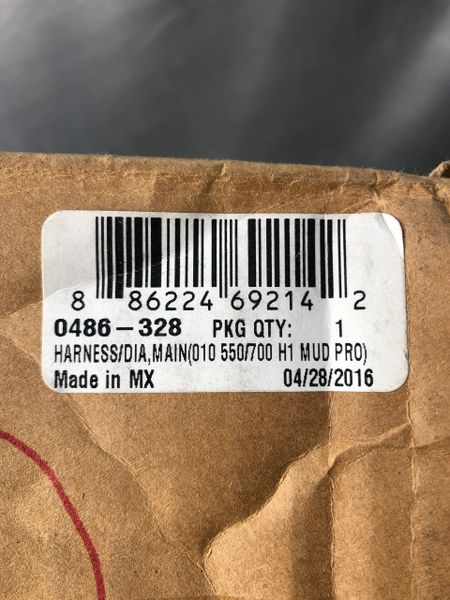 8 86224 69214 2
0486-328 PKG QTY: 1
HARNESS/DIA,MAIN(010 550/700 H1 MUD PRO)
Made in MX 04/28/2016